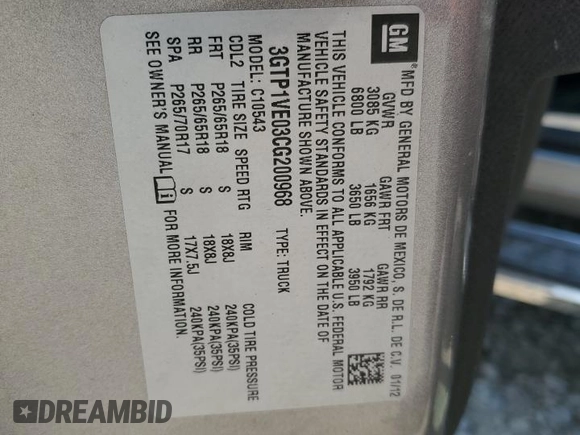 GM
®MFD BY GENERAL MOTORS DE MEXICO, S. DE R.L. DE C.V. 01/12
GVWR GAWR FRT GAWR RR
3085 KG 1656 KG 1792 KG
6800 LB 3650 LB 3950 LB
THIS VEHICLE CONFORMS TO ALL APPLICABLE U.S. FEDERAL MOTOR
VEHICLE SAFETY STANDARDS IN EFFECT ON THE DATE OF
MANUFACTURE SHOWN ABOVE.
3GTP1VE03CG200968 TYPE: TRUCK
MODEL: C10543
CDL2 TIRE SIZE SPEED RTG RIM COLD TIRE PRESSURE
FRT P265/65R18 S 18X8J 240KPA(35PSI)
RR P265/65R18 S 18X8J 240KPA(35PSI)
SPA P265/70R17 S 17X7.5J 240KPA(35PSI)
SEE OWNER'S MANUAL FOR MORE INFORMATION.
DREAMBID